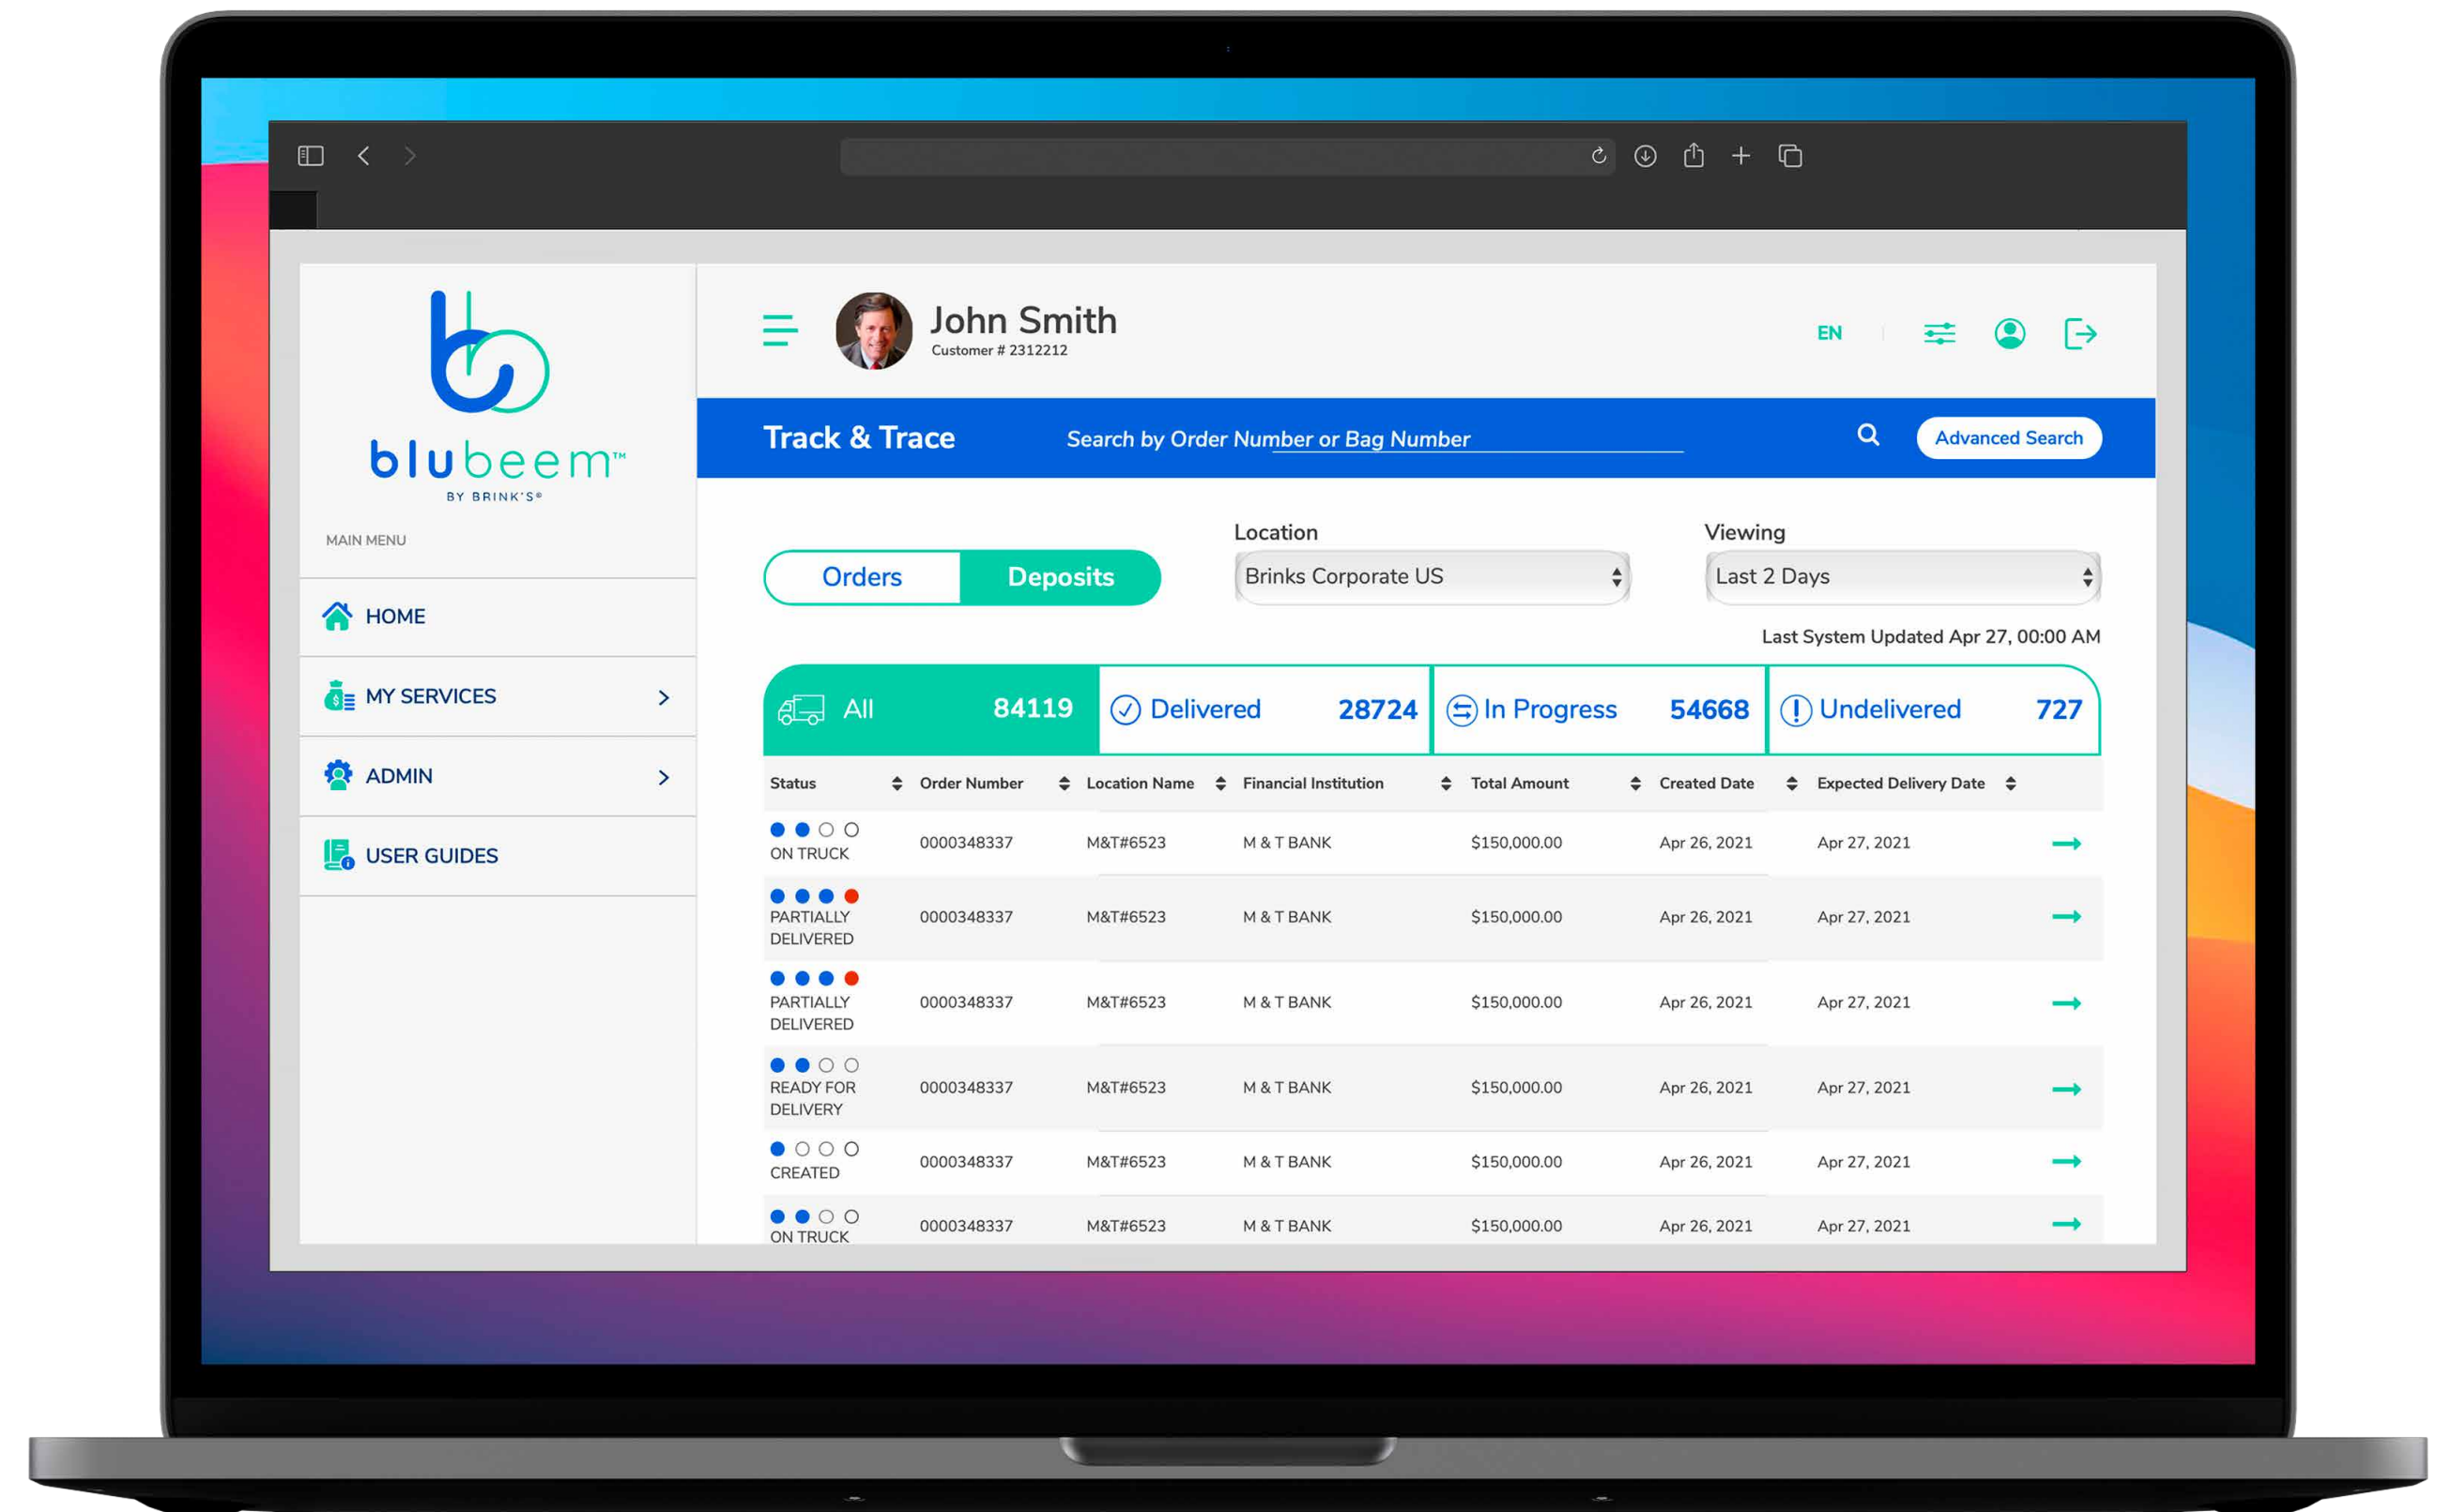 blubeem™
BY BRINK'S®
MAIN MENU
HOME
MY SERVICES
ADMIN
USER GUIDES
John Smith
Customer # 2312212
EN
Track & Trace
Search by Order Number or Bag Number
Advanced Search
Orders
Deposits
Location
Brinks Corporate US
Viewing
Last 2 Days
Last System Updated Apr 27, 00:00 AM
All 84119 Delivered 28724 In Progress 54668 Undelivered 727
Status Order Number Location Name Financial Institution Total Amount Created Date Expected Delivery Date
ON TRUCK 0000348337 M&T#6523 M & T BANK $150,000.00 Apr 26, 2021 Apr 27, 2021
PARTIALLY
DELIVERED
0000348337 M&T#6523 M & T BANK $150,000.00 Apr 26, 2021 Apr 27, 2021
PARTIALLY
DELIVERED
0000348337 M&T#6523 M & T BANK $150,000.00 Apr 26, 2021 Apr 27, 2021
READY FOR
DELIVERY
0000348337 M&T#6523 M & T BANK $150,000.00 Apr 26, 2021 Apr 27, 2021
CREATED 0000348337 M&T#6523 M & T BANK $150,000.00 Apr 26, 2021 Apr 27, 2021
ON TRUCK 0000348337 M&T#6523 M & T BANK $150,000.00 Apr 26, 2021 Apr 27, 2021